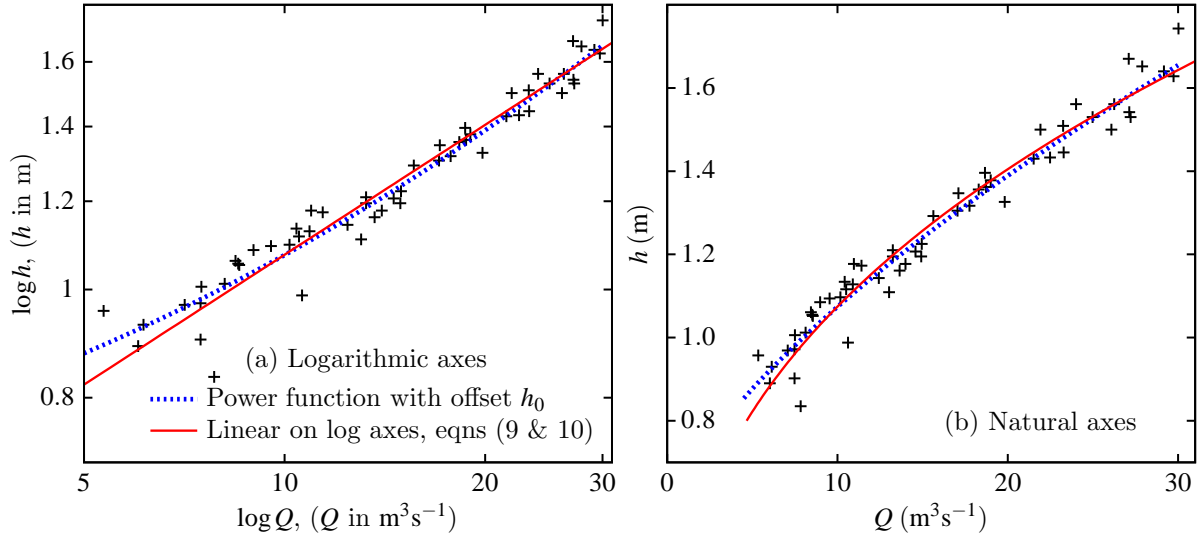 1.6
1.4
1.2
1
0.8
log h, (h in m)
(a) Logarithmic axes
Power function with offset h₀
Linear on log axes, eqns (9 & 10)
5
10
20
30
log Q, (Q in m³s⁻¹)
1.6
1.4
1.2
1.0
0.8
h (m)
(b) Natural axes
0
10
20
30
Q (m³s⁻¹)